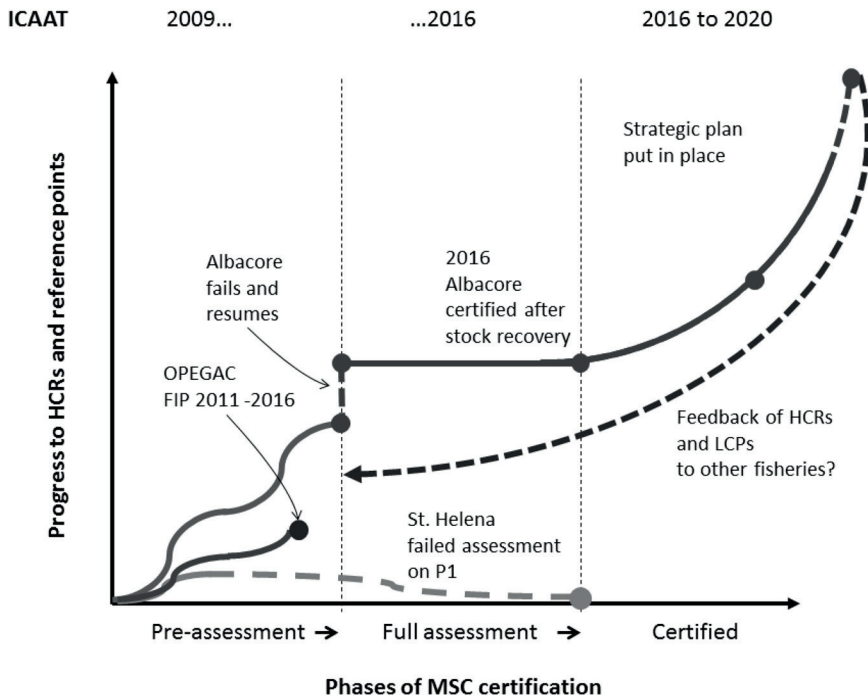 ICAAT 2009... ...2016 2016 to 2020
Strategic plan
put in place
Albacore
fails and
resumes
2016
Albacore
certified after
stock recovery
OPEGAC
FIP 2011 -2016
Feedback of HCRs
and LCPs
to other fisheries?
St. Helena
failed assessment
on P1
Progress to HCRs and reference points
Pre-assessment → Full assessment → Certified
Phases of MSC certification